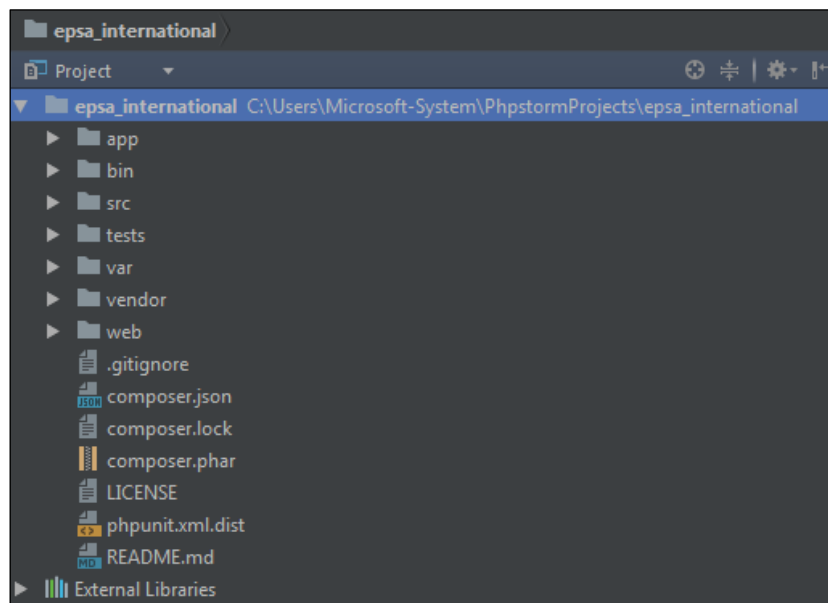 epsa_international
Project
epsa_international C:\Users\Microsoft-System\PhpstormProjects\epsa_international
app
bin
src
tests
var
vendor
web
.gitignore
composer.json
composer.lock
composer.phar
LICENSE
phpunit.xml.dist
README.md
External Libraries